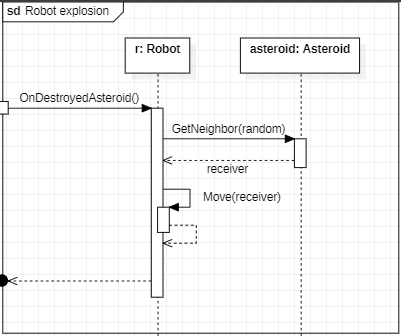 sd Robot explosion
r: Robot
asteroid: Asteroid
OnDestroyedAsteroid()
GetNeighbor(random)
receiver
Move(receiver)